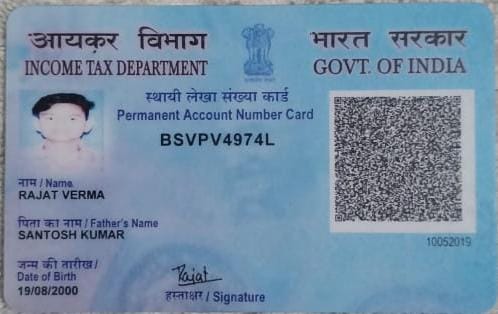 आयकर विभाग
INCOME TAX DEPARTMENT
भारत सरकार
GOVT. OF INDIA
स्थायी लेखा संख्या कार्ड
Permanent Account Number Card
BSVPV4974L
नाम / Name
RAJAT VERMA
पिता का नाम / Father's Name
SANTOSH KUMAR
जन्म की तारीख/
Date of Birth
19/08/2000
Rajat
हस्ताक्षर / Signature
10052019